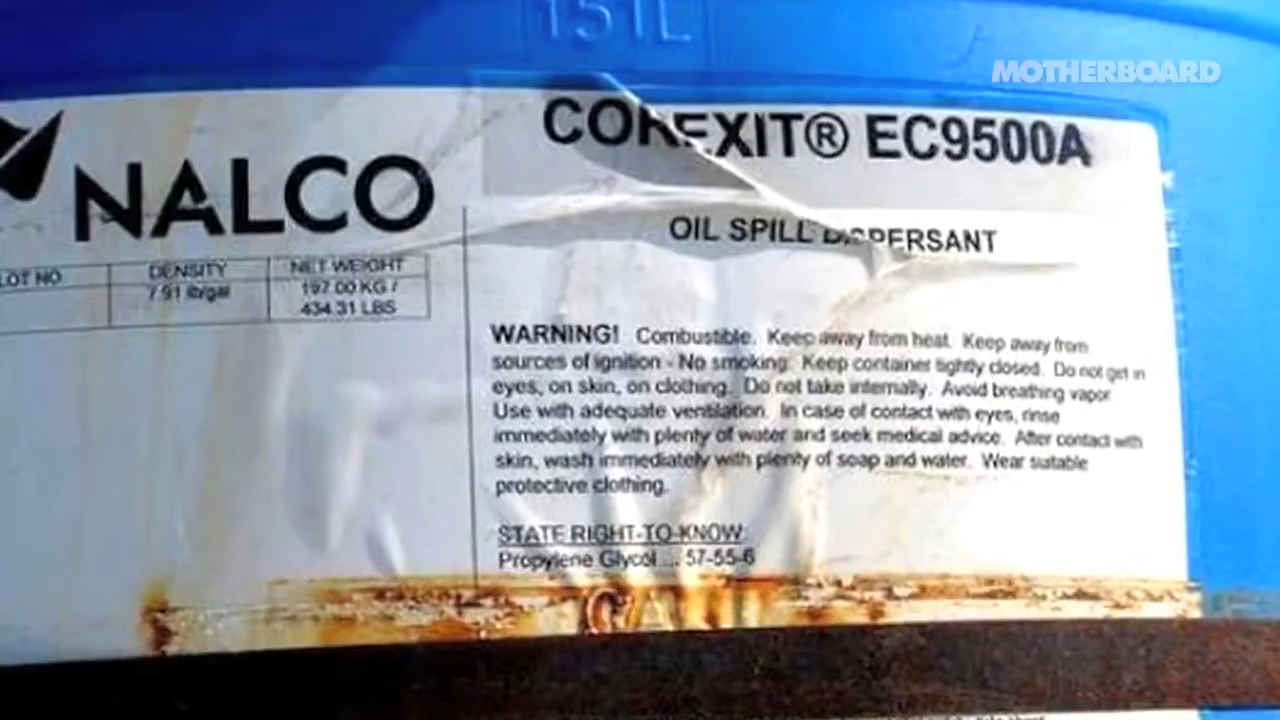 151L
MOTHERBOARD
NALCO
COREXIT® EC9500A
OIL SPILL DISPERSANT
LOT NO DENSITY NET WEIGHT
7.91 lb/gal 197.00 KG /
434.31 LBS
WARNING! Combustible. Keep away from heat. Keep away from
sources of ignition - No smoking. Keep container tightly closed. Do not get in
eyes, on skin, on clothing. Do not take internally. Avoid breathing vapor.
Use with adequate ventilation. In case of contact with eyes, rinse
immediately with plenty of water and seek medical advice. After contact with
skin, wash immediately with plenty of soap and water. Wear suitable
protective clothing.
STATE RIGHT-TO-KNOW
Propylene Glycol ... 57-55-6